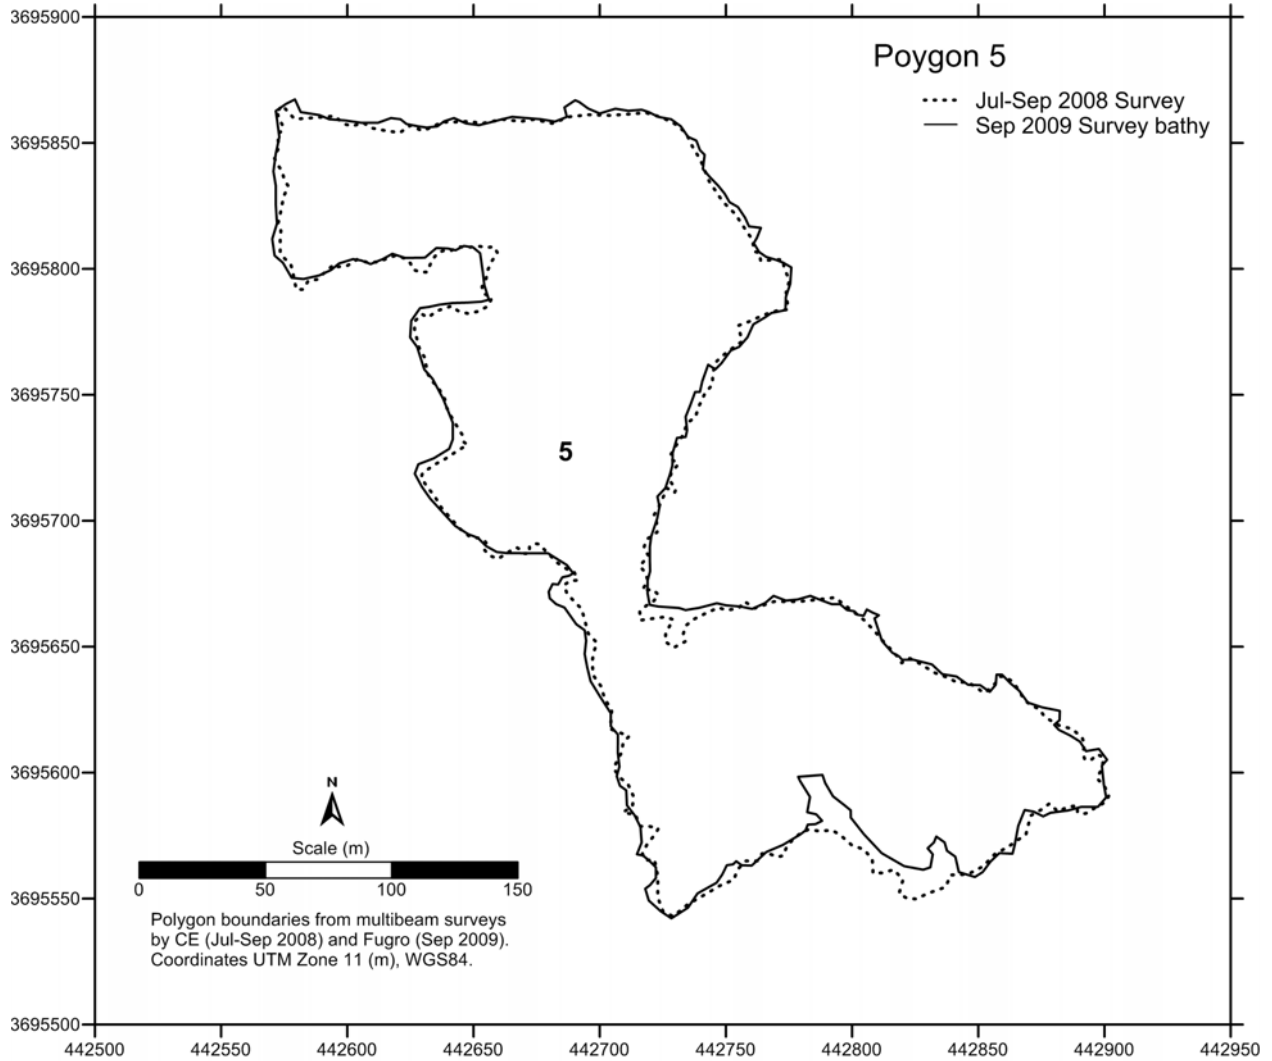 Poygon 5
Jul-Sep 2008 Survey
Sep 2009 Survey bathy
3695900
3695850
3695800
3695750
3695700
3695650
3695600
3695550
3695500
5
N
Scale (m)
0 50 100 150
Polygon boundaries from multibeam surveys
by CE (Jul-Sep 2008) and Fugro (Sep 2009).
Coordinates UTM Zone 11 (m), WGS84.
442500 442550 442600 442650 442700 442750 442800 442850 442900 442950